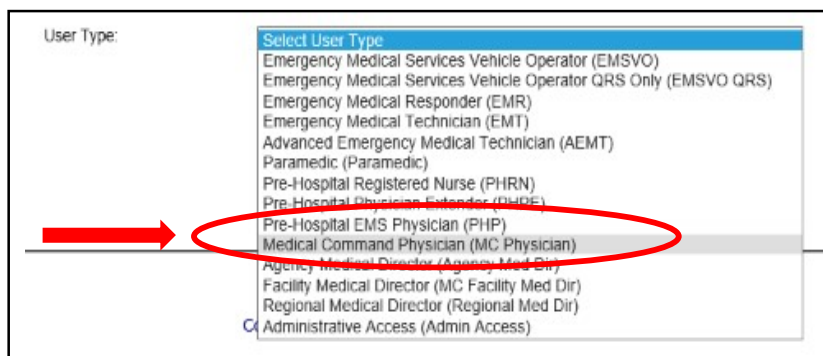 User Type:
Select User Type
Emergency Medical Services Vehicle Operator (EMSVO)
Emergency Medical Services Vehicle Operator QRS Only (EMSVO QRS)
Emergency Medical Responder (EMR)
Emergency Medical Technician (EMT)
Advanced Emergency Medical Technician (AEMT)
Paramedic (Paramedic)
Pre-Hospital Registered Nurse (PHRN)
Pre-Hospital Physician Extender (PHPE)
Pre-Hospital EMS Physician (PHP)
Medical Command Physician (MC Physician)
Agency Medical Director (Agency Med Dir)
Facility Medical Director (MC Facility Med Dir)
Regional Medical Director (Regional Med Dir)
Administrative Access (Admin Access)